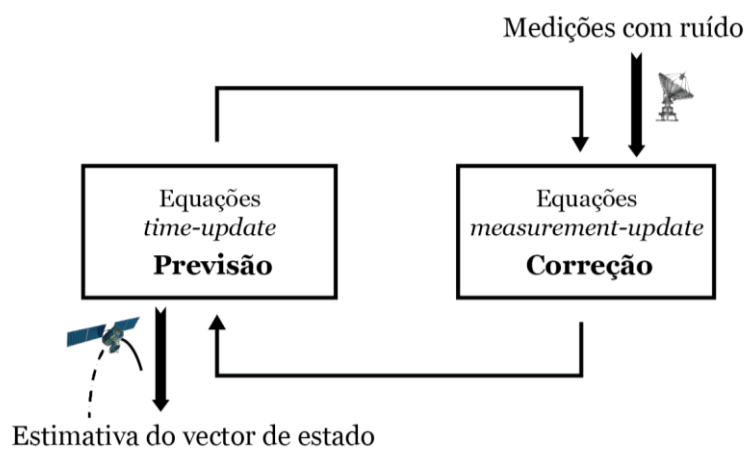 Medições com ruído
Equações
time-update
Previsão
Equações
measurement-update
Correção
Estimativa do vector de estado